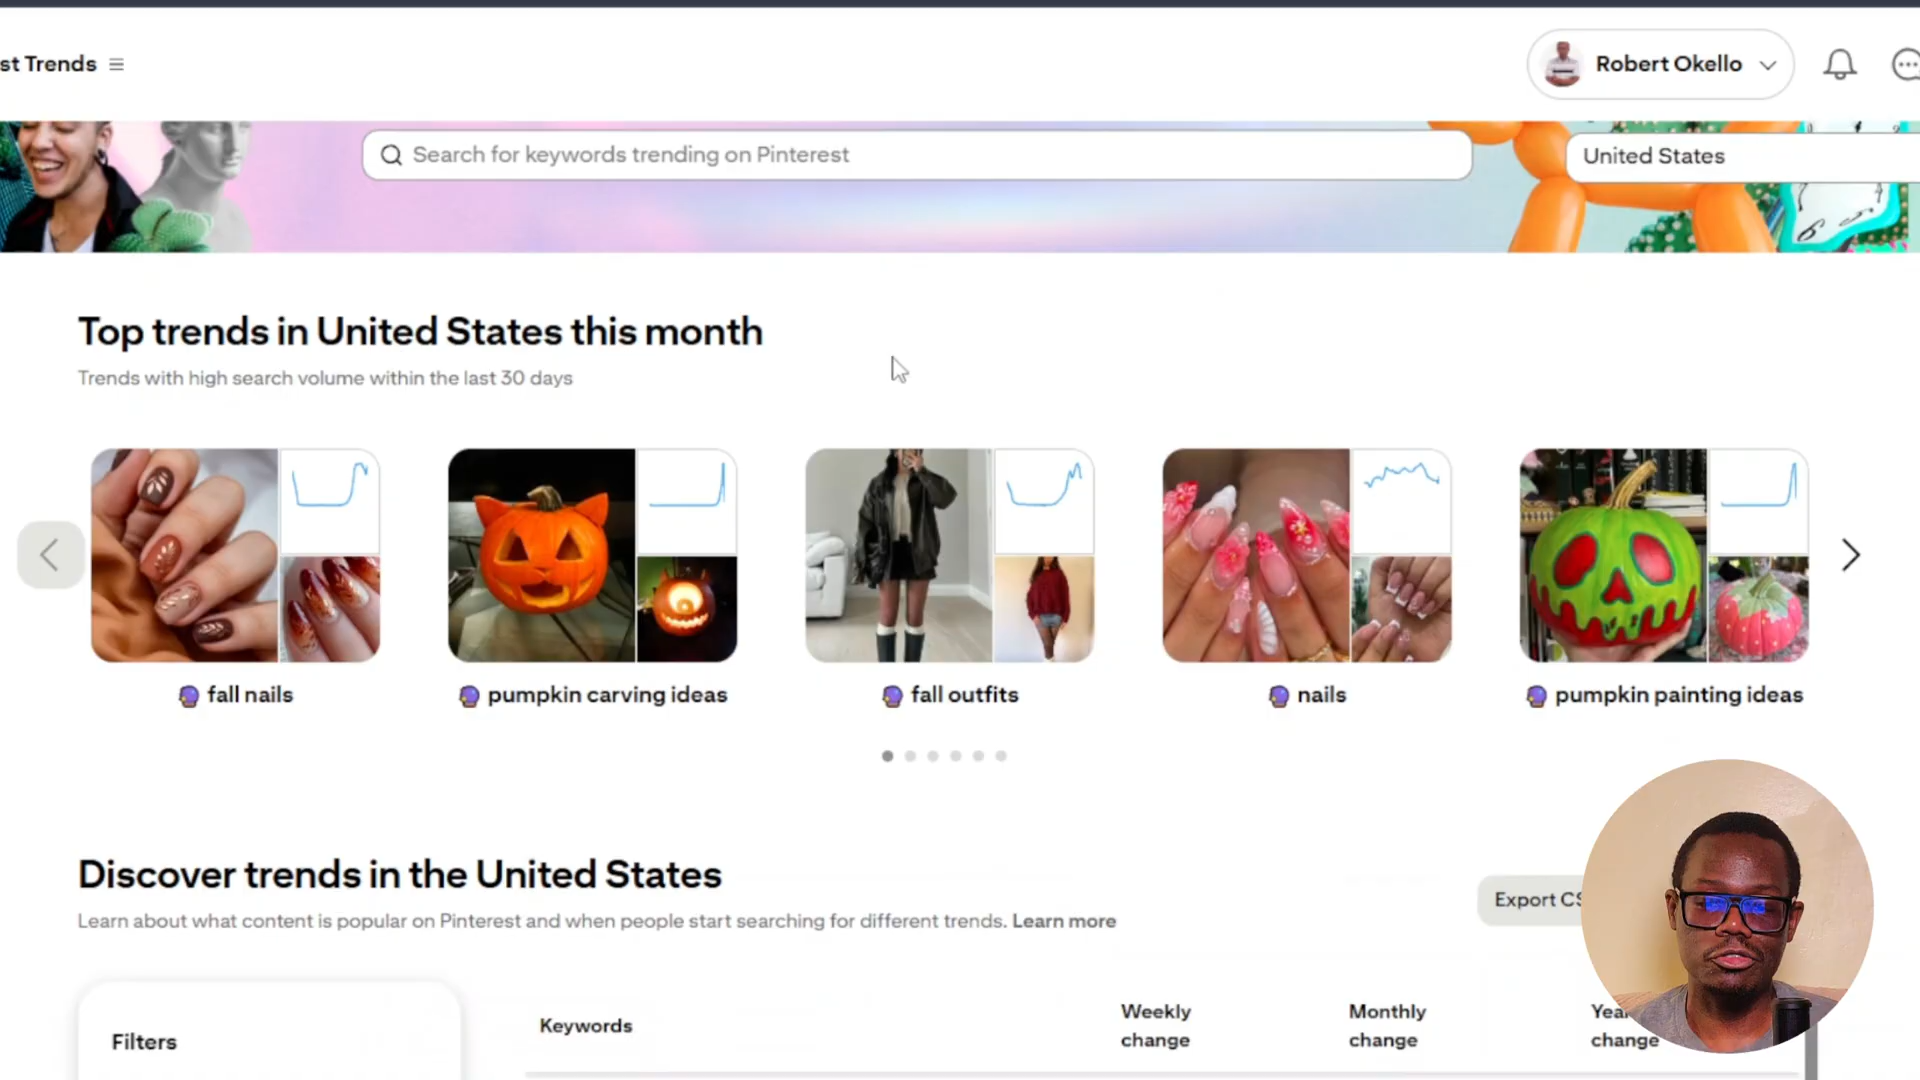 st Trends
Robert Okello
Search for keywords trending on Pinterest
United States
Top trends in United States this month
Trends with high search volume within the last 30 days
fall nails
pumpkin carving ideas
fall outfits
nails
pumpkin painting ideas
Discover trends in the United States
Learn about what content is popular on Pinterest and when people start searching for different trends. Learn more
Export CS
Filters
Keywords
Weekly
change
Monthly
change
Year
change